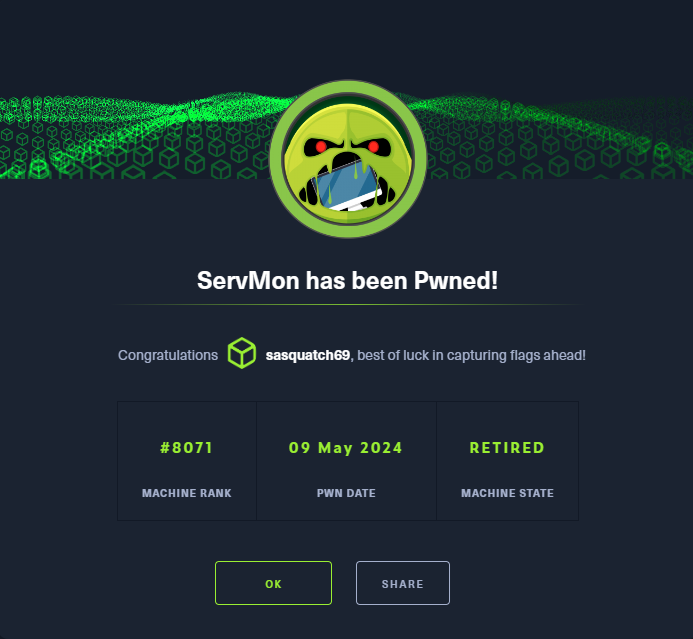 ServMon has been Pwned!
Congratulations sasquatch69, best of luck in capturing flags ahead!
#8071 09 May 2024 RETIRED
MACHINE RANK PWN DATE MACHINE STATE
OK SHARE